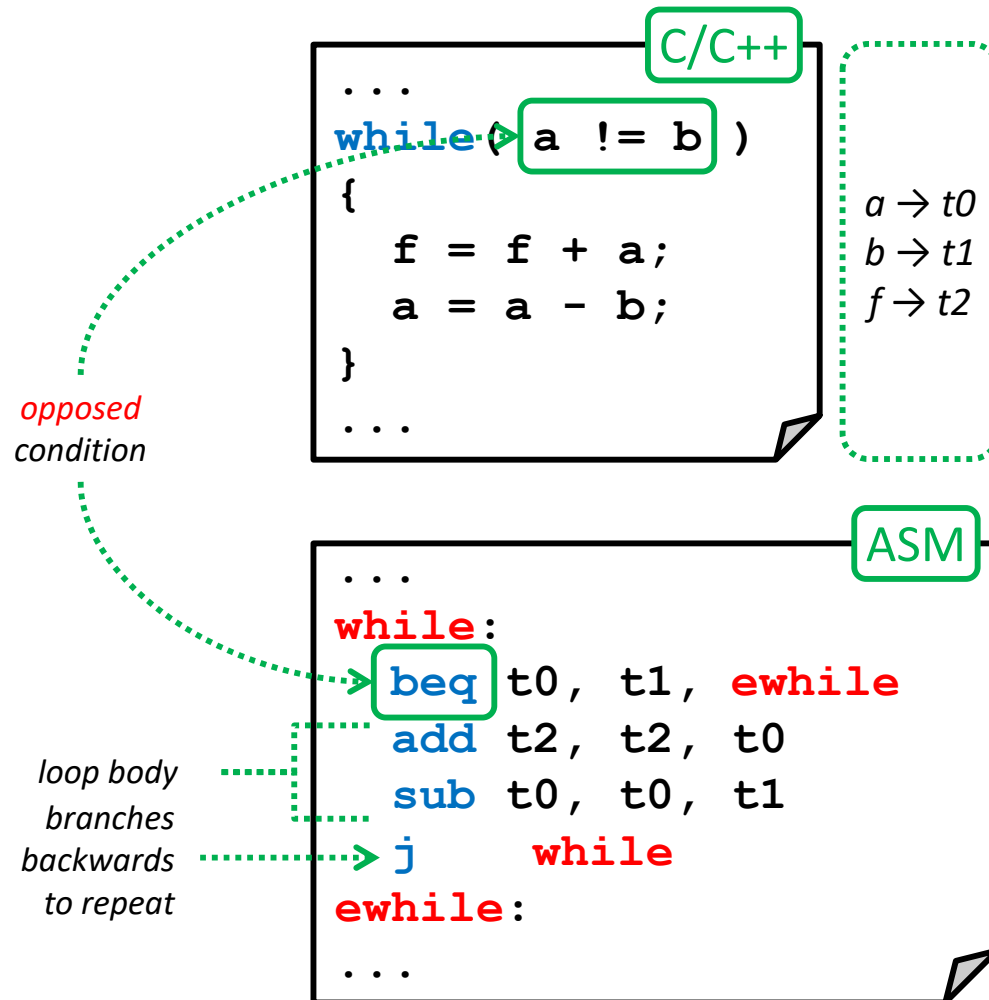 C/C++
...
while( a != b )
{
f = f + a;
a = a - b;
}
...
a → t0
b → t1
f → t2
opposed
condition
ASM
...
while:
beq t0, t1, ewhile
add t2, t2, t0
sub t0, t0, t1
j while
ewhile:
...
loop body
branches
backwards
to repeat